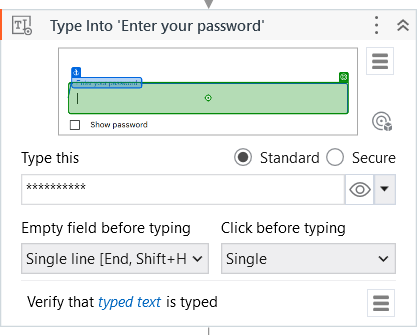 Type Into 'Enter your password'
Enter your password
Show password
Type this
Standard
Secure
**********
Empty field before typing
Click before typing
Single line [End, Shift+H
Single
Verify that typed text is typed